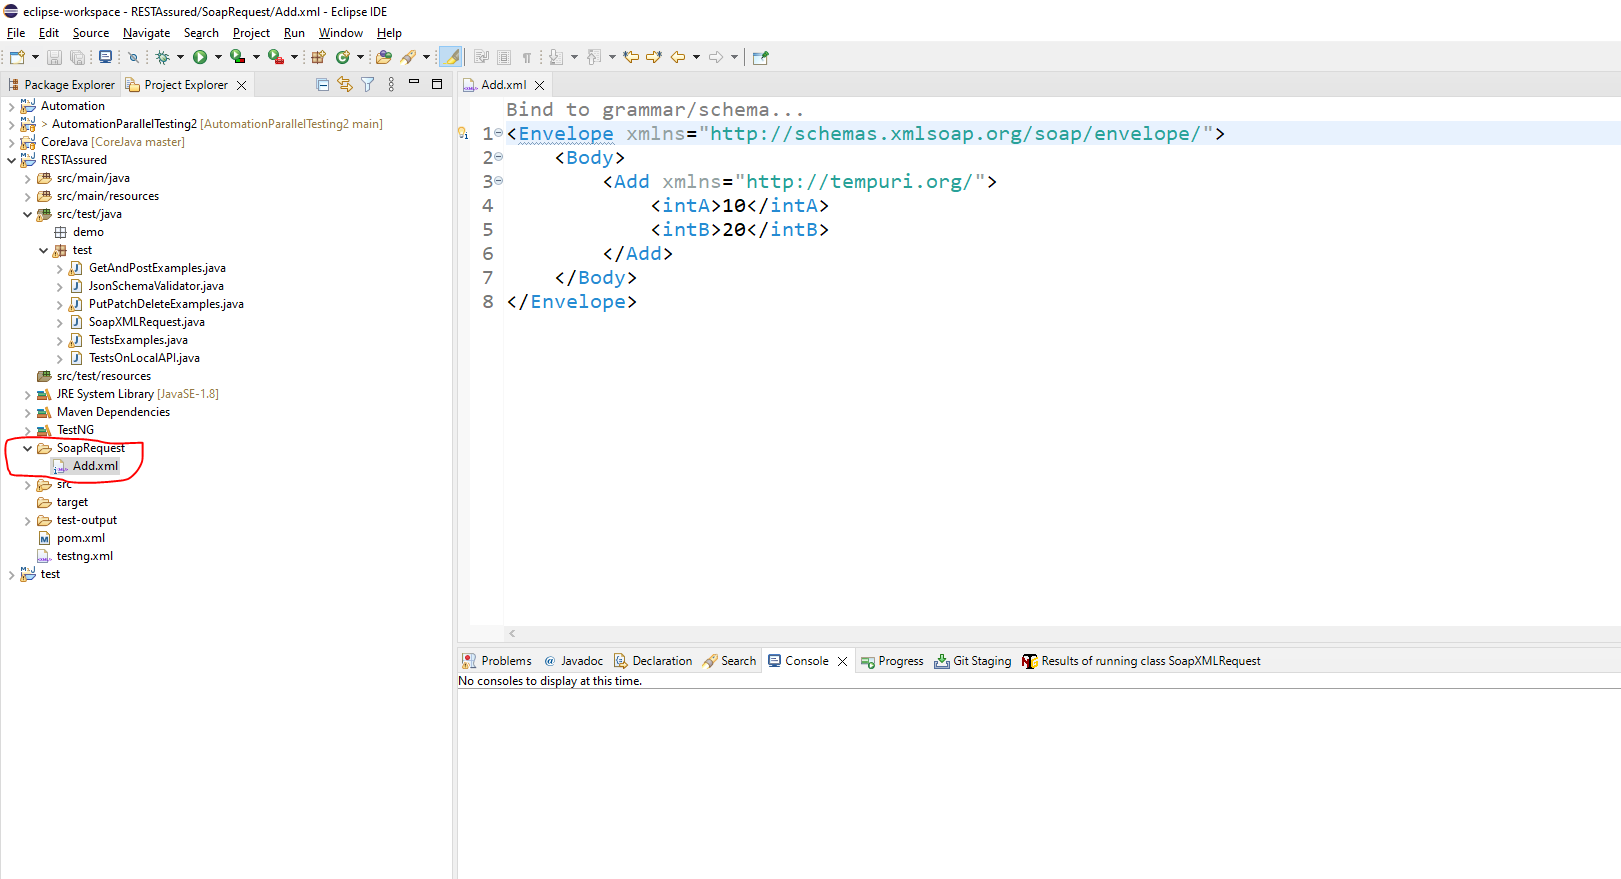 eclipse-workspace - RESTAssured/SoapRequest/Add.xml - Eclipse IDE
File Edit Source Navigate Search Project Run Window Help
Package Explorer Project Explorer
Automation
> AutomationParallelTesting2 [AutomationParallelTesting2 main]
CoreJava [CoreJava master]
RESTAssured
src/main/java
src/main/resources
src/test/java
demo
test
GetAndPostExamples.java
JsonSchemaValidator.java
PutPatchDeleteExamples.java
SoapXMLRequest.java
TestsExamples.java
TestsOnLocalAPI.java
src/test/resources
JRE System Library [JavaSE-1.8]
Maven Dependencies
TestNG
SoapRequest
Add.xml
src
target
test-output
pom.xml
testng.xml
test
Add.xml
Bind to grammar/schema...
1 <Envelope xmlns="http://schemas.xmlsoap.org/soap/envelope/">
2 <Body>
3 <Add xmlns="http://tempuri.org/">
4 <intA>10</intA>
5 <intB>20</intB>
6 </Add>
7 </Body>
8 </Envelope>
Problems Javadoc Declaration Search Console Progress Git Staging Results of running class SoapXMLRequest
No consoles to display at this time.